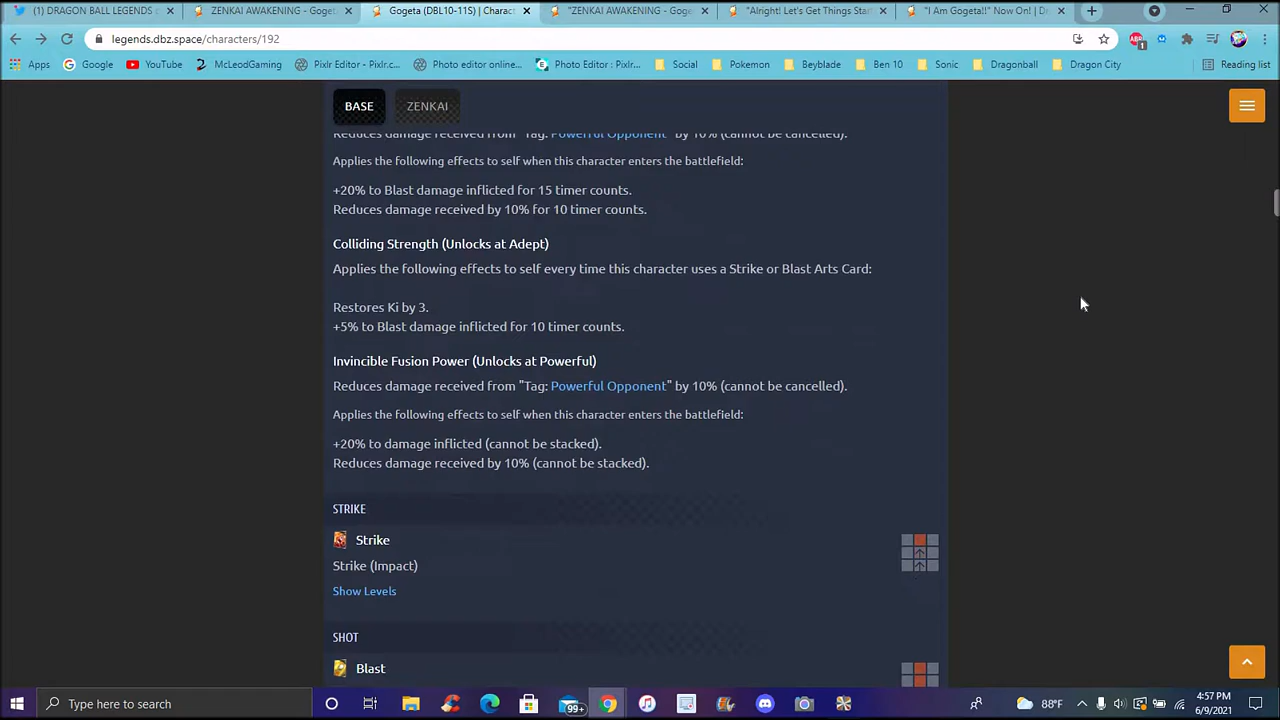 (1) DRAGON BALL LEGENDS
ZENKAI AWAKENING - Goget
Gogeta (DBL10-11S) | Charact
"ZENKAI AWAKENING - Goge
"Alright! Let's Get Things Start
"I Am Gogeta!!" Now On! | D
legends.dbz.space/characters/192
Apps
Google
YouTube
McLeodGaming
Pixlr Editor - Pixlr.c...
Photo editor online...
Photo Editor : Pixlr...
Social
Pokemon
Beyblade
Ben 10
Sonic
Dragonball
Dragon City
Reading list
BASE
ZENKAI
Reduces damage received from "Tag: Powerful Opponent" by 10% (cannot be cancelled).
Applies the following effects to self when this character enters the battlefield:
+20% to Blast damage inflicted for 15 timer counts.
Reduces damage received by 10% for 10 timer counts.
Colliding Strength (Unlocks at Adept)
Applies the following effects to self every time this character uses a Strike or Blast Arts Card:
Restores Ki by 3.
+5% to Blast damage inflicted for 10 timer counts.
Invincible Fusion Power (Unlocks at Powerful)
Reduces damage received from "Tag: Powerful Opponent" by 10% (cannot be cancelled).
Applies the following effects to self when this character enters the battlefield:
+20% to damage inflicted (cannot be stacked).
Reduces damage received by 10% (cannot be stacked).
STRIKE
Strike
Strike (Impact)
Show Levels
SHOT
Blast
Type here to search
99+
88°F
4:57 PM
6/9/2021